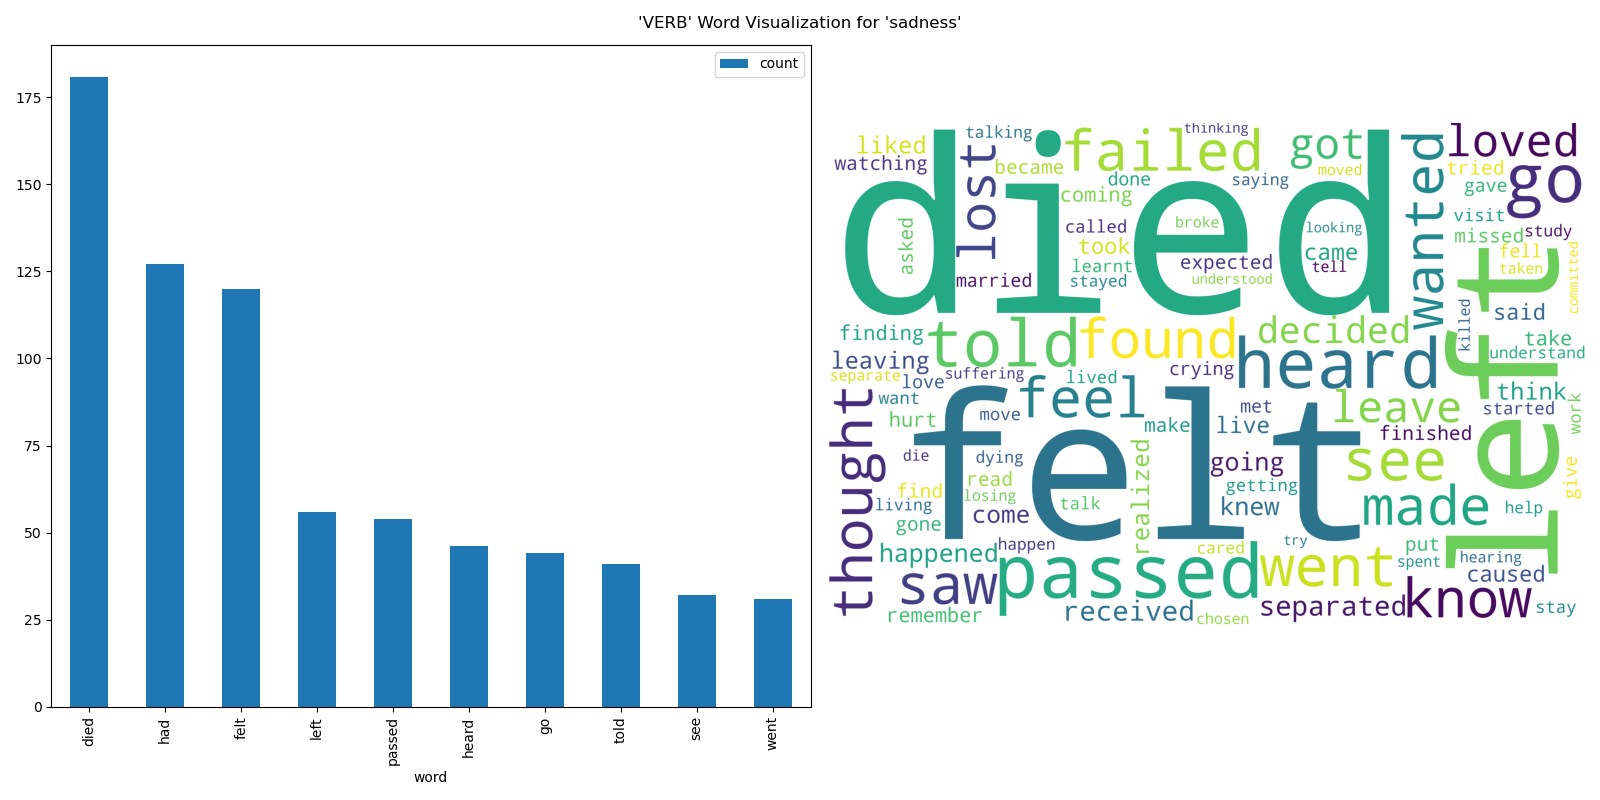 'VERB' Word Visualization for 'sadness'
count
175
150
125
100
75
50
25
0
died
had
felt
left
passed
heard
go
told
see
went
word
liked
talking
thinking
failed
got
loved
watching
lost
became
done
saying
moved
wanted
tried
gave
go
died
coming
asked
called
broke
looking
visit
missed
study
took
came
fell
learnt
expected
tell
taken
married
stayed
understood
committed
killed
said
finding
told
found
decided
heard
left
take
understand
leaving
separate
suffering
love
lived
crying
feel
want
think
started
thought
hurt
move
make
met
live
leave
finished
work
felt
die
dying
realized
going
see
find
read
losing
getting
give
living
talk
come
knew
made
help
gone
happened
happen
cared
try
put
spent
hearing
saw
passed
went
caused
know
remember
received
chosen
separated
stay